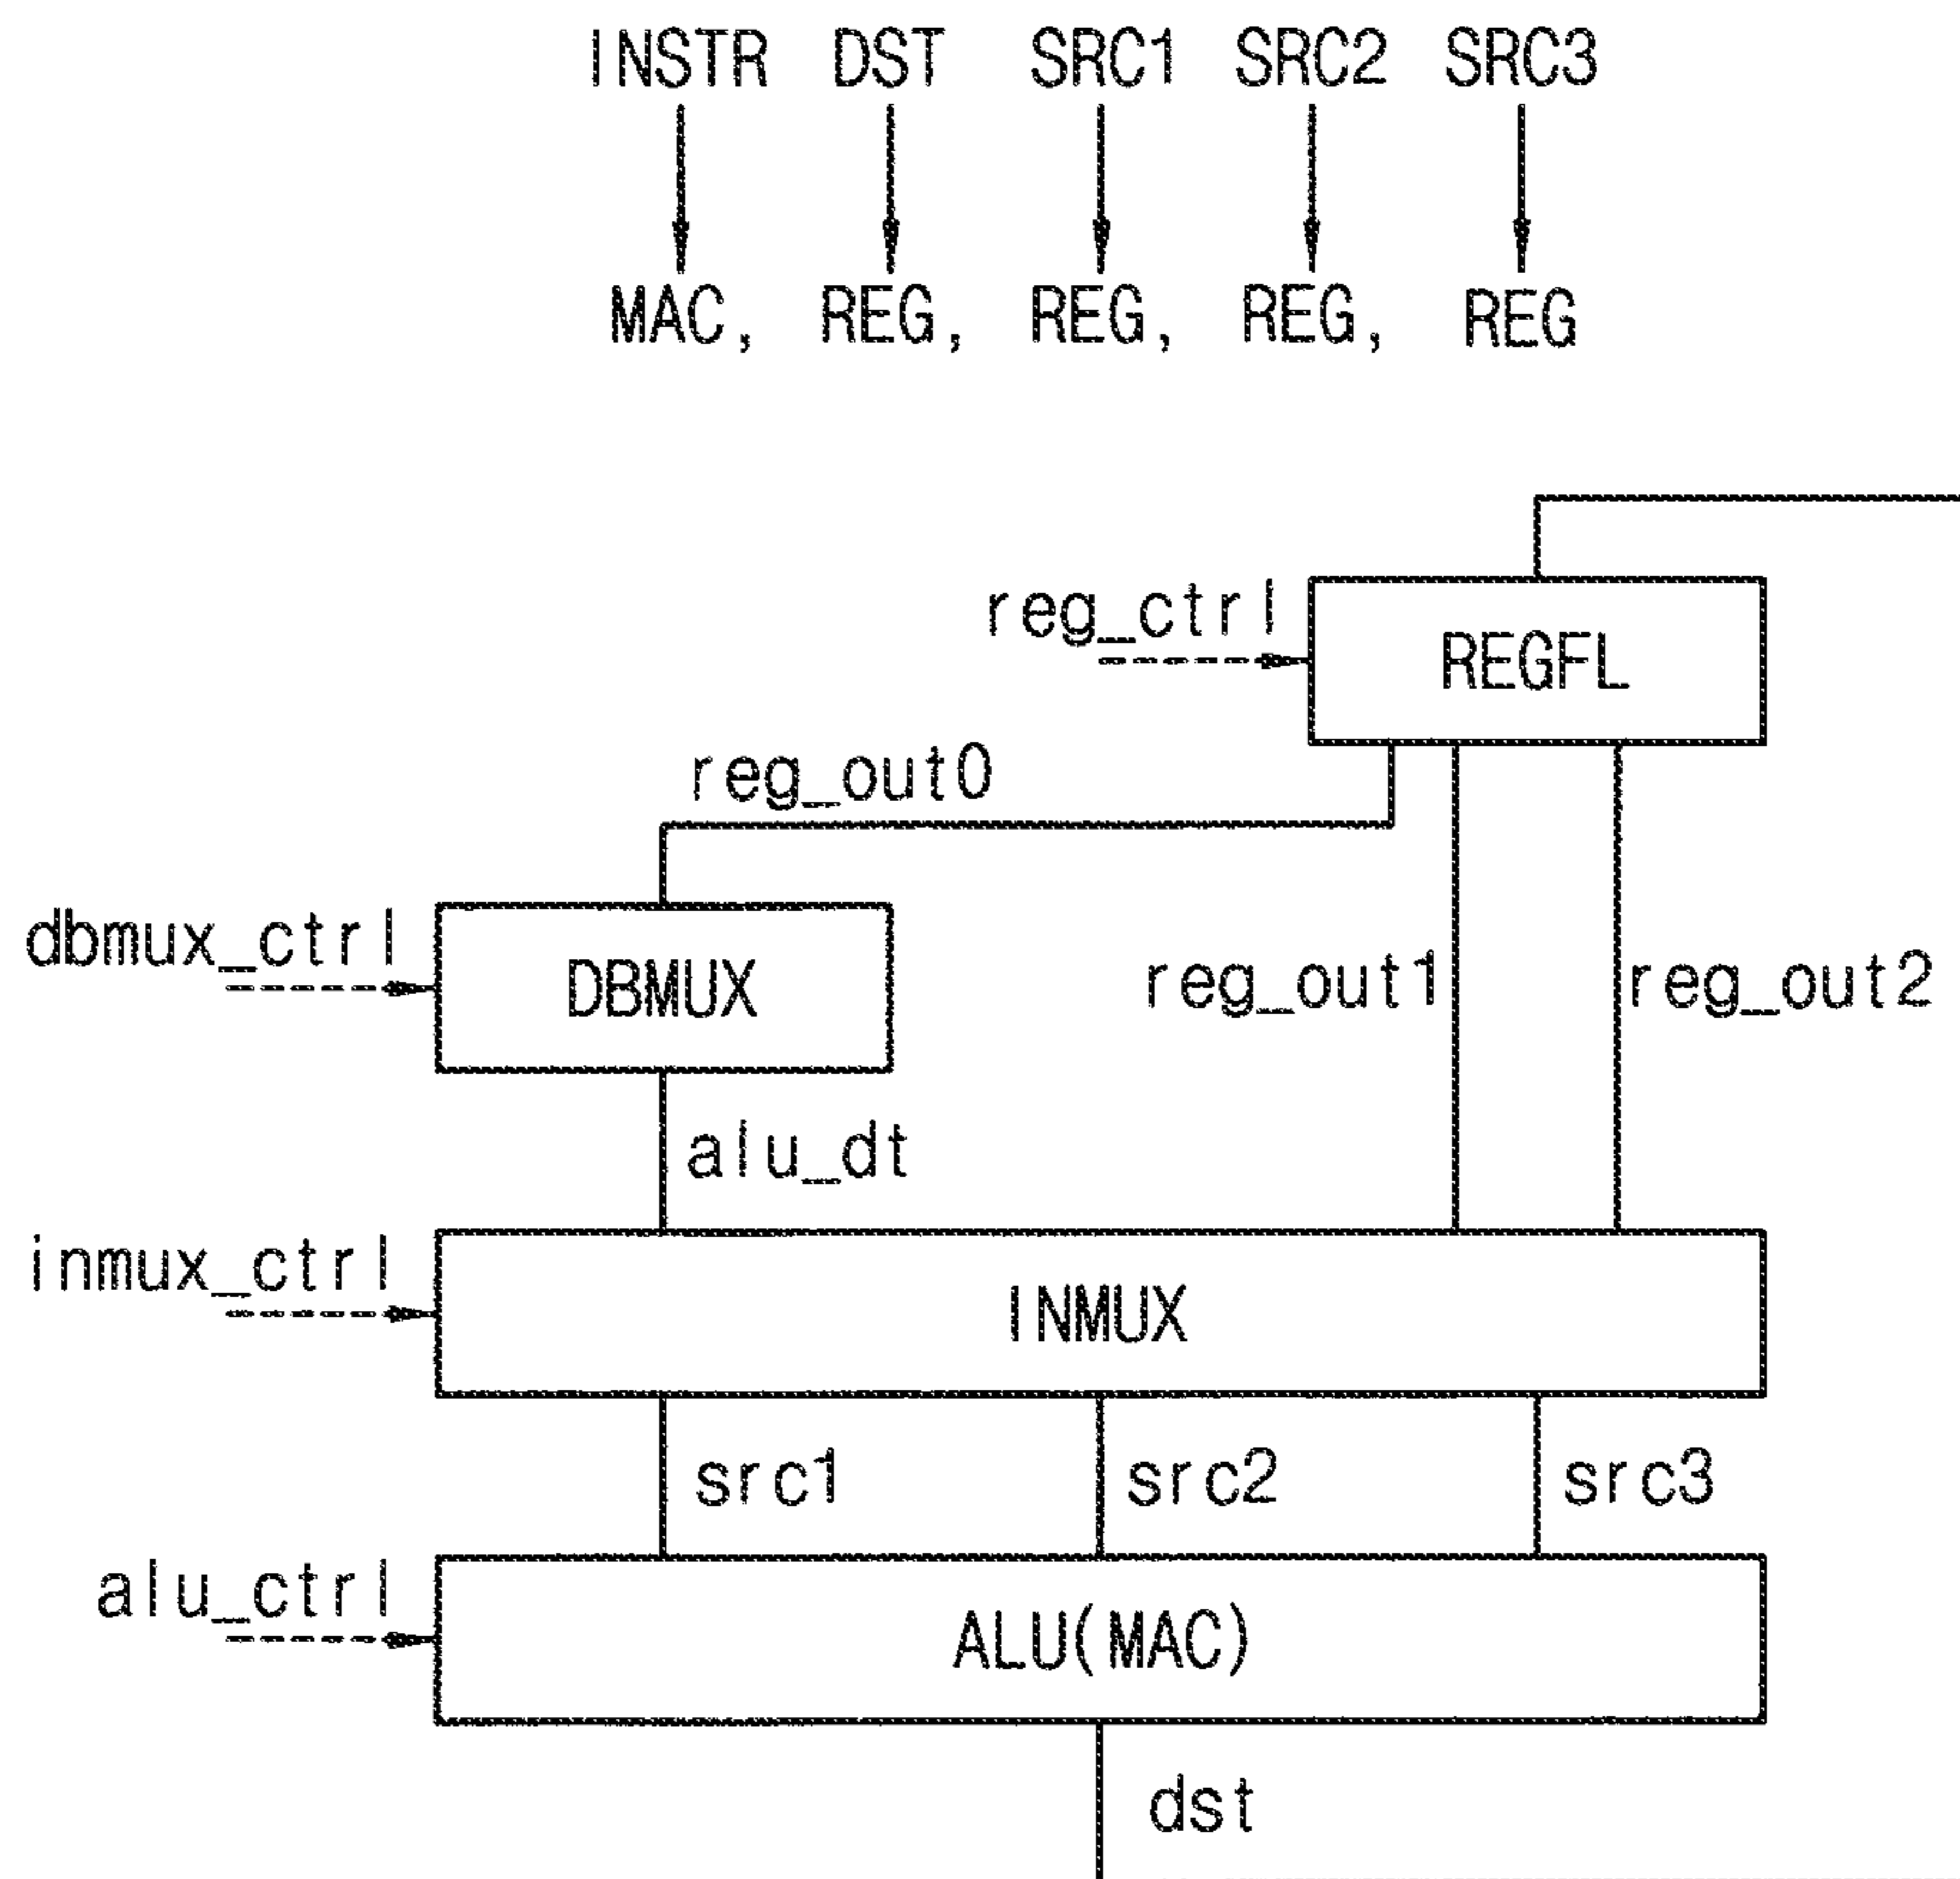 INSTR DST SRC1 SRC2 SRC3
MAC, REG, REG, REG, REG
reg_ctrl
REGFL
reg_out0
dbmux_ctrl
DBMUX
reg_out1
reg_out2
alu_dt
inmux_ctrl
INMUX
src1
src2
src3
alu_ctrl
ALU(MAC)
dst